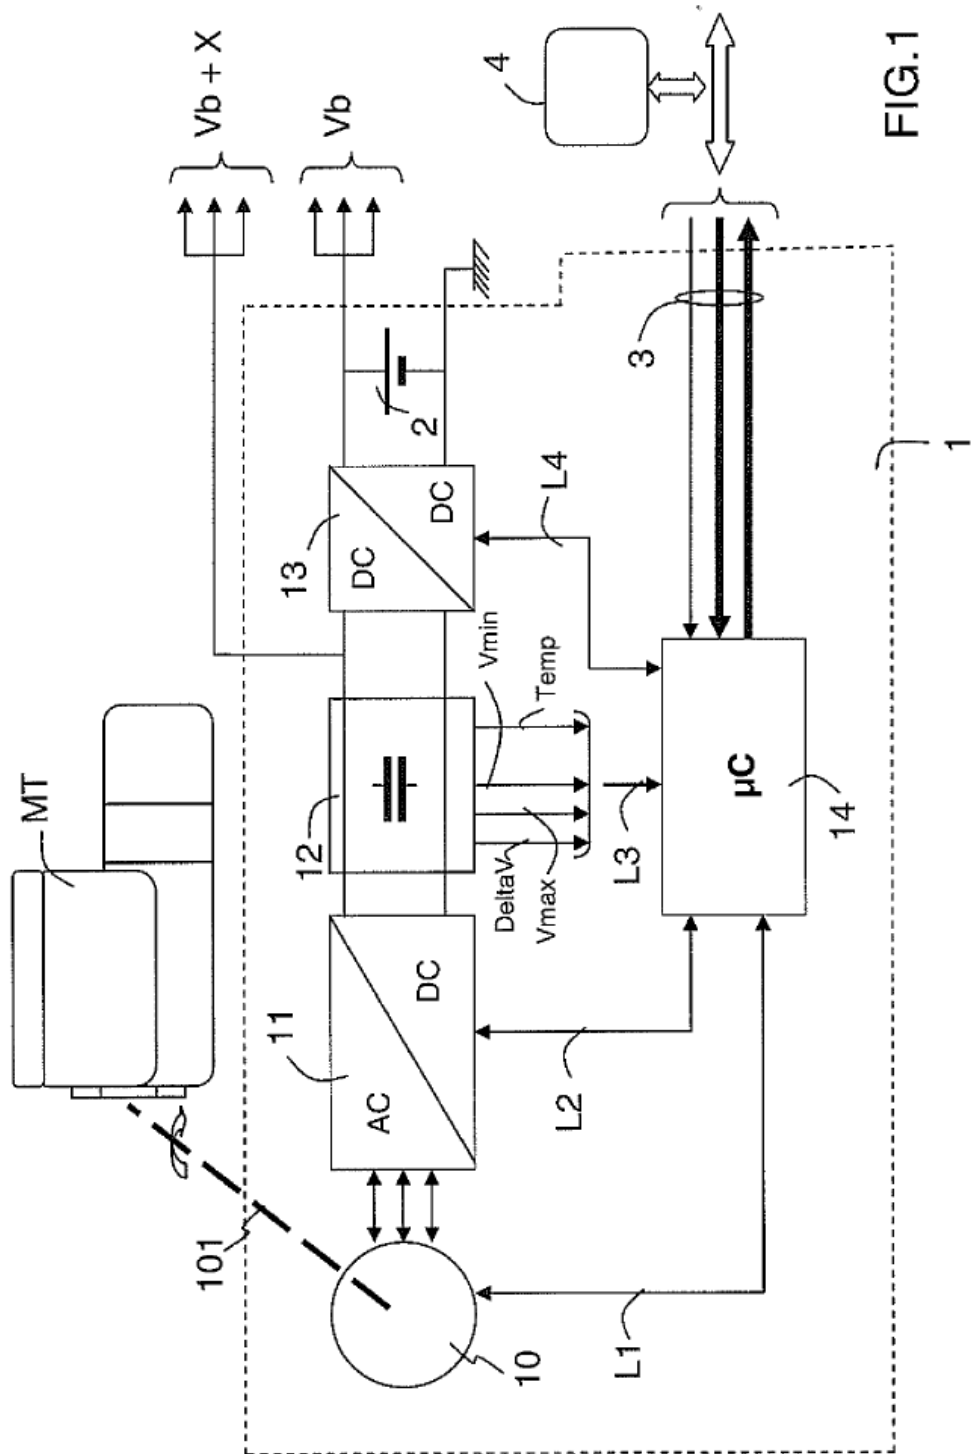 MT
Vb + X
Vb
101
11
12
13
2
4
AC
DC
DC
DC
10
DeltaV
Vmax
Vmin
Temp
L4
3
L1
L2
L3
µC
14
1
FIG.1